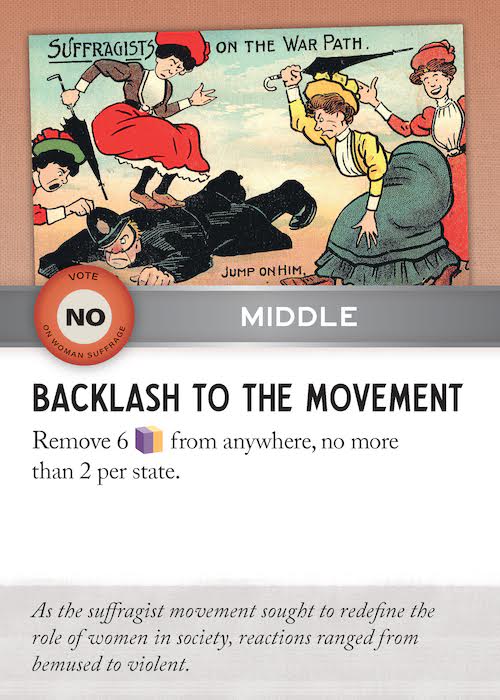 SUFFRAGISTS ON THE WAR PATH.
JUMP ON HIM,
VOTE
NO
ON WOMAN SUFFRAGE
MIDDLE
BACKLASH TO THE MOVEMENT
Remove 6 from anywhere, no more
than 2 per state.
As the suffragist movement sought to redefine the
role of women in society, reactions ranged from
bemused to violent.